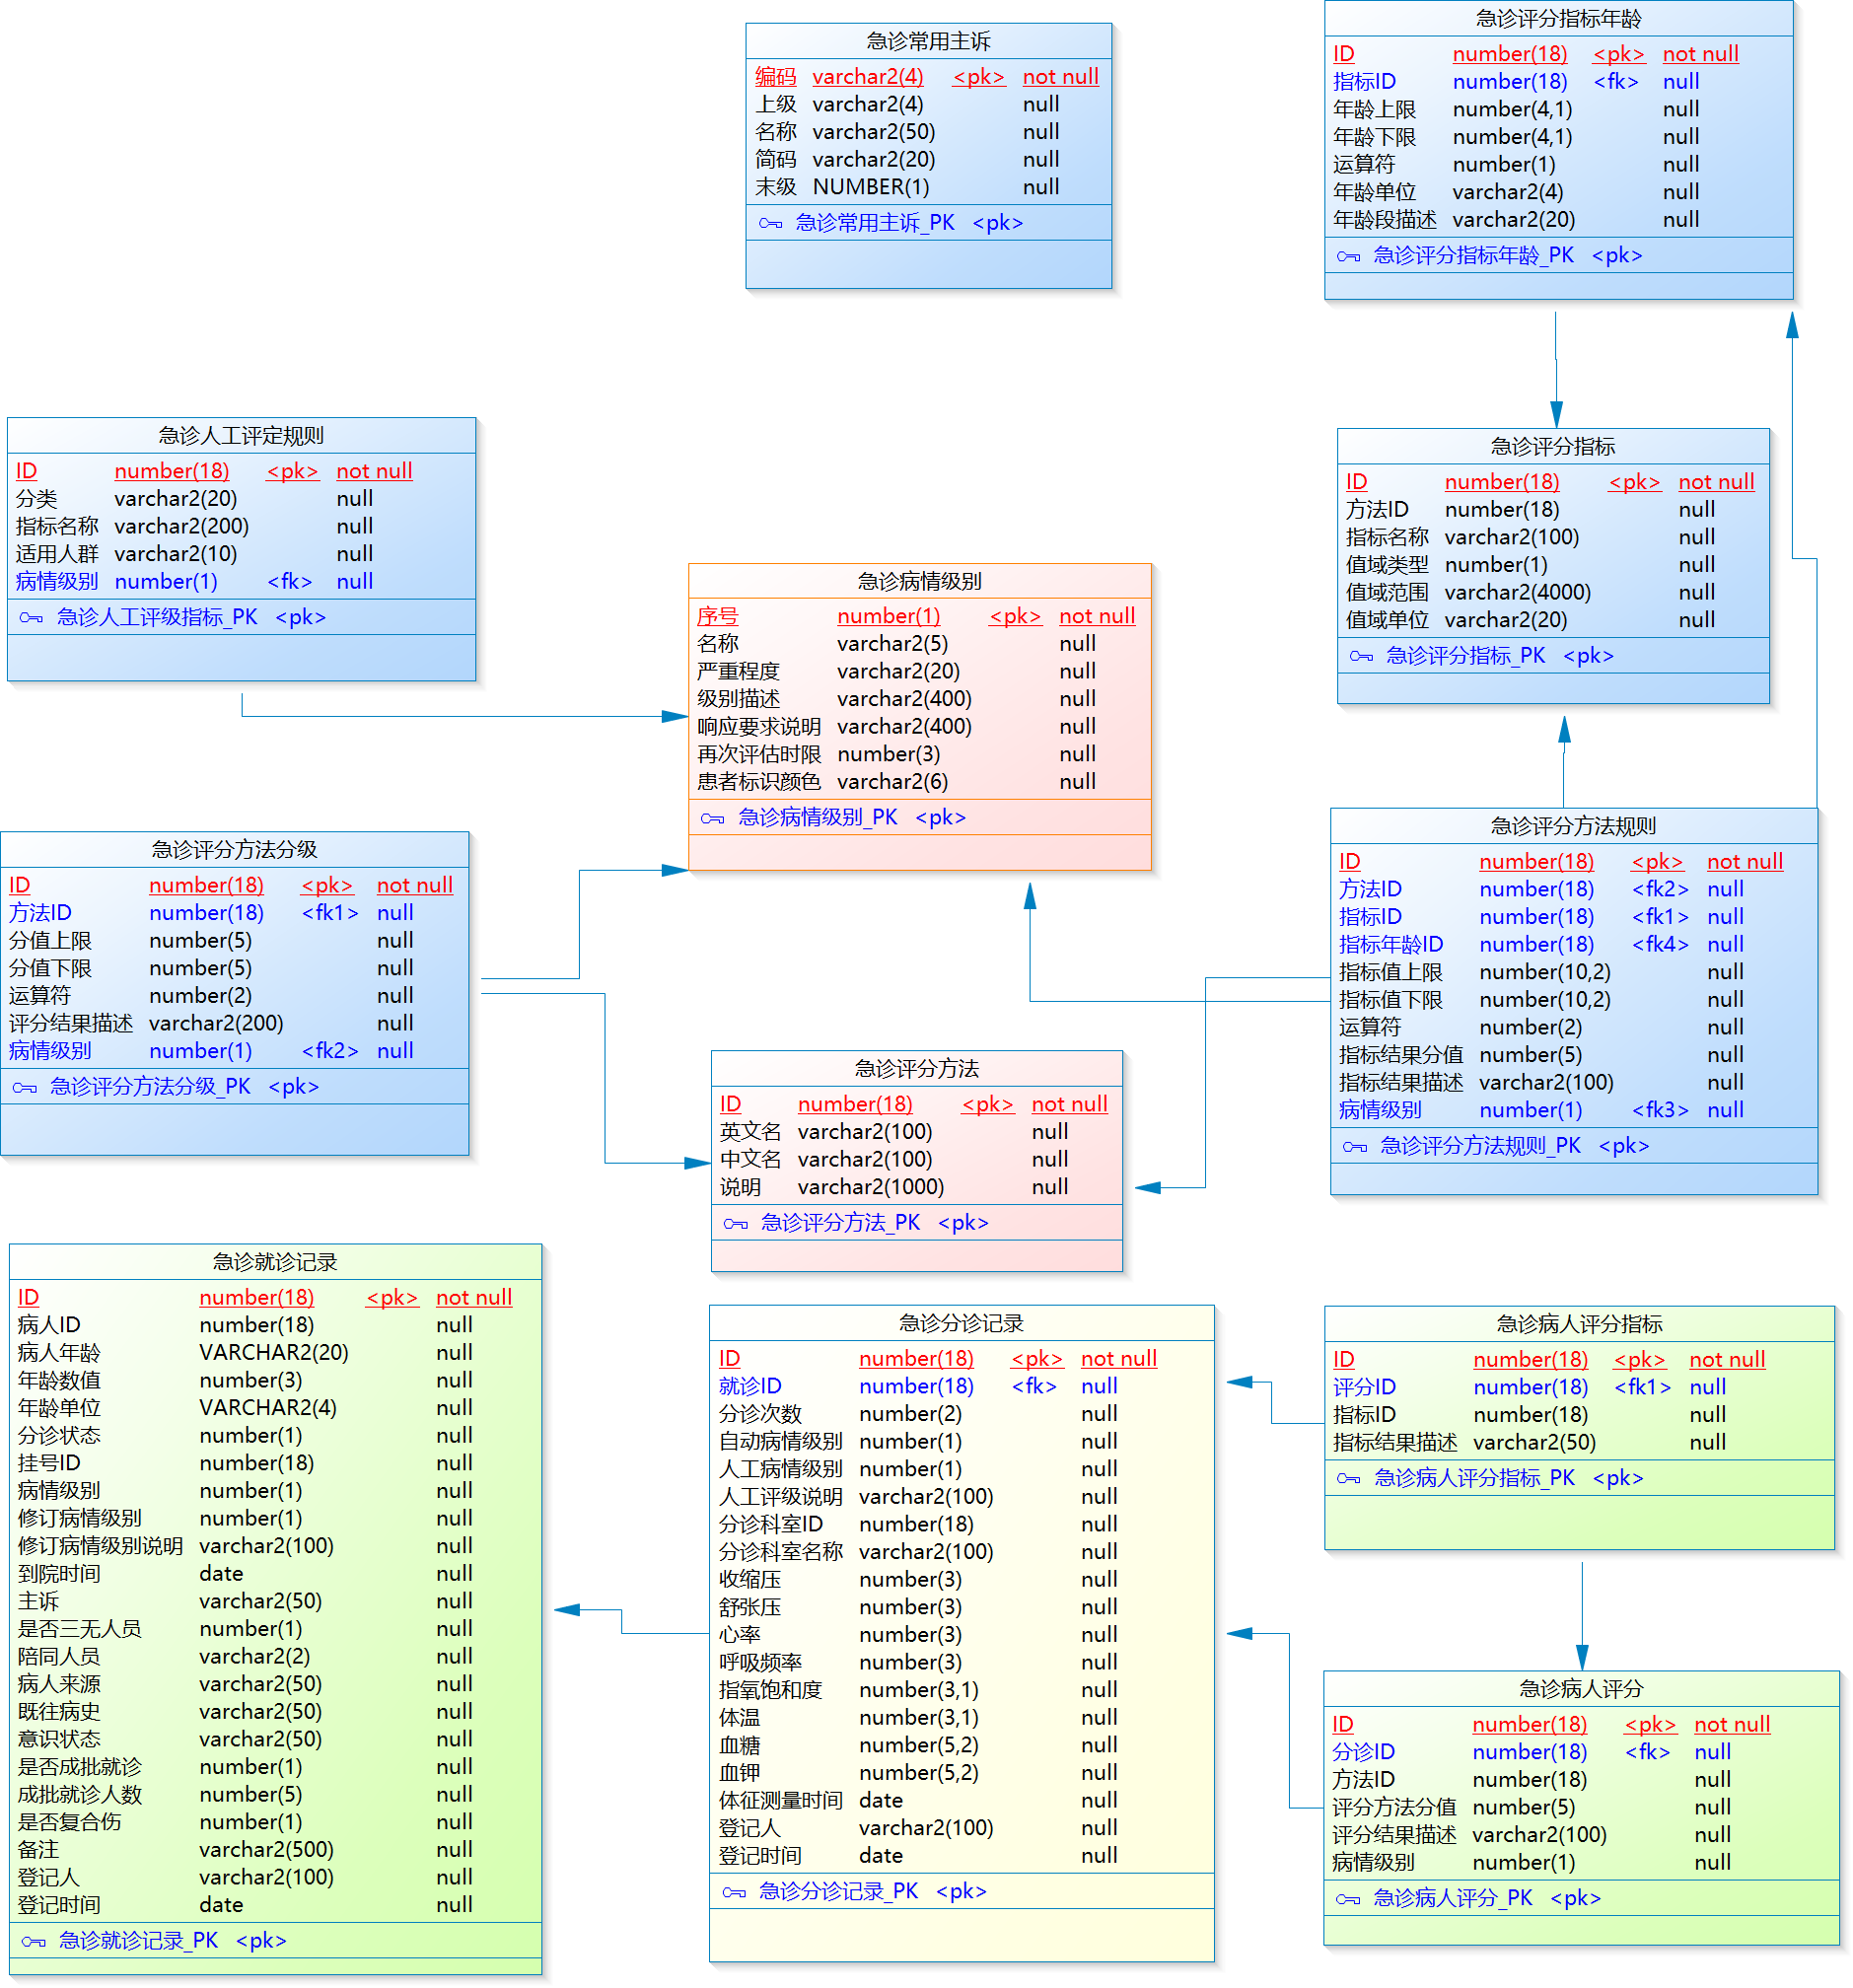 急诊常用主诉
编码 varchar2(4) <pk> not null
上级 varchar2(4) null
名称 varchar2(50) null
简码 varchar2(20) null
末级 NUMBER(1) null
急诊常用主诉_PK <pk>
急诊评分指标年龄
ID number(18) <pk> not null
指标ID number(18) <fk> null
年龄上限 number(4,1) null
年龄下限 number(4,1) null
运算符 number(1) null
年龄单位 varchar2(4) null
年龄段描述 varchar2(20) null
急诊评分指标年龄_PK <pk>
急诊人工评定规则
ID number(18) <pk> not null
分类 varchar2(20) null
指标名称 varchar2(200) null
适用人群 varchar2(10) null
病情级别 number(1) <fk> null
急诊人工评级指标_PK <pk>
急诊评分指标
ID number(18) <pk> not null
方法ID number(18) null
指标名称 varchar2(100) null
值域类型 number(1) null
值域范围 varchar2(4000) null
值域单位 varchar2(20) null
急诊评分指标_PK <pk>
急诊病情级别
序号 number(1) <pk> not null
名称 varchar2(5) null
严重程度 varchar2(20) null
级别描述 varchar2(400) null
响应要求说明 varchar2(400) null
再次评估时限 number(3) null
患者标识颜色 varchar2(6) null
急诊病情级别_PK <pk>
急诊评分方法分级
ID number(18) <pk> not null
方法ID number(18) <fk1> null
分值上限 number(5) null
分值下限 number(5) null
运算符 number(2) null
评分结果描述 varchar2(200) null
病情级别 number(1) <fk2> null
急诊评分方法分级_PK <pk>
急诊评分方法规则
ID number(18) <pk> not null
方法ID number(18) <fk2> null
指标ID number(18) <fk1> null
指标年龄ID number(18) <fk4> null
指标值上限 number(10,2) null
指标值下限 number(10,2) null
运算符 number(2) null
指标结果分值 number(5) null
指标结果描述 varchar2(100) null
病情级别 number(1) <fk3> null
急诊评分方法规则_PK <pk>
急诊评分方法
ID number(18) <pk> not null
英文名 varchar2(100) null
中文名 varchar2(100) null
说明 varchar2(1000) null
急诊评分方法_PK <pk>
急诊就诊记录
ID number(18) <pk> not null
病人ID number(18) null
病人年龄 VARCHAR2(20) null
年龄数值 number(3) null
年龄单位 VARCHAR2(4) null
分诊状态 number(1) null
挂号ID number(18) null
病情级别 number(1) null
修订病情级别 number(1) null
修订病情级别说明 varchar2(100) null
到院时间 date null
主诉 varchar2(50) null
是否三无人员 number(1) null
陪同人员 varchar2(2) null
病人来源 varchar2(50) null
既往病史 varchar2(50) null
意识状态 varchar2(50) null
是否成批就诊 number(1) null
成批就诊人数 number(5) null
是否复合伤 number(1) null
备注 varchar2(500) null
登记人 varchar2(100) null
登记时间 date null
急诊就诊记录_PK <pk>
急诊分诊记录
ID number(18) <pk> not null
就诊ID number(18) <fk> null
分诊次数 number(2) null
自动病情级别 number(1) null
人工病情级别 number(1) null
人工评级说明 varchar2(100) null
分诊科室ID number(18) null
分诊科室名称 varchar2(100) null
收缩压 number(3) null
舒张压 number(3) null
心率 number(3) null
呼吸频率 number(3) null
指氧饱和度 number(3,1) null
体温 number(3,1) null
血糖 number(5,2) null
血钾 number(5,2) null
体征测量时间 date null
登记人 varchar2(100) null
登记时间 date null
急诊分诊记录_PK <pk>
急诊病人评分指标
ID number(18) <pk> not null
评分ID number(18) <fk1> null
指标ID number(18) null
指标结果描述 varchar2(50) null
急诊病人评分指标_PK <pk>
急诊病人评分
ID number(18) <pk> not null
分诊ID number(18) <fk> null
方法ID number(18) null
评分方法分值 number(5) null
评分结果描述 varchar2(100) null
病情级别 number(1) null
急诊病人评分_PK <pk>